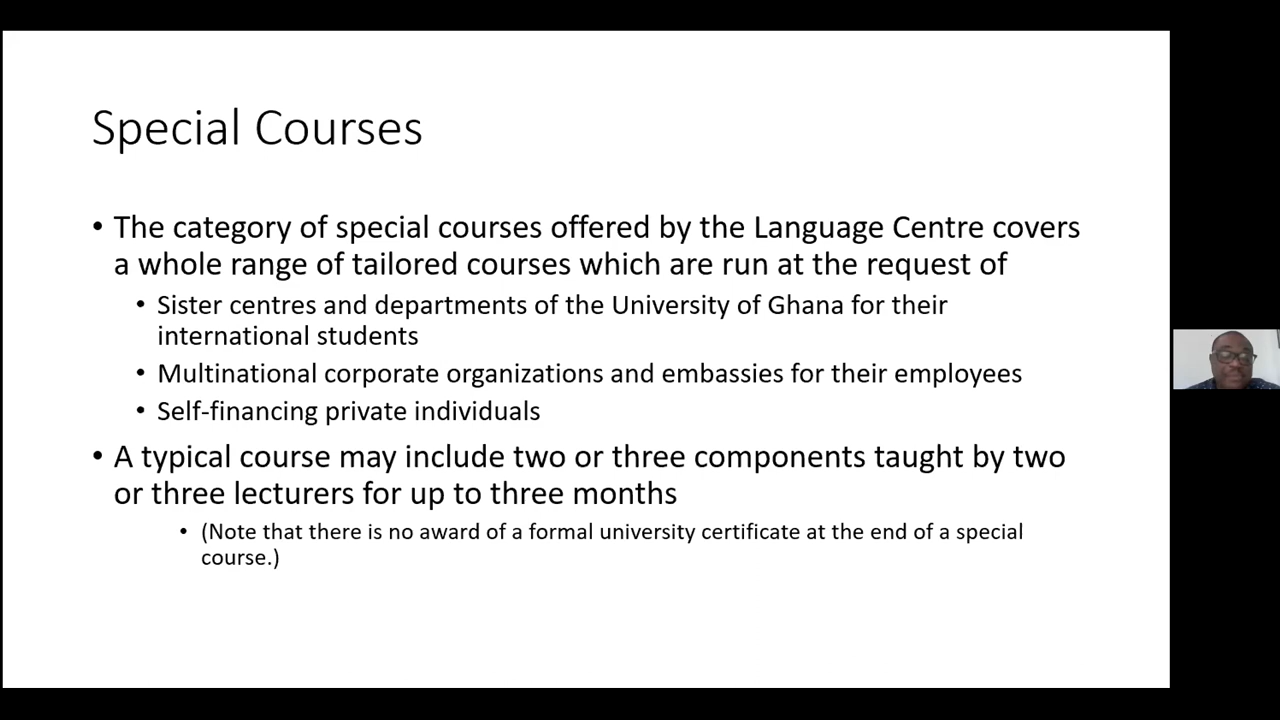 Special Courses
• The category of special courses offered by the Language Centre covers
a whole range of tailored courses which are run at the request of
• Sister centres and departments of the University of Ghana for their
international students
• Multinational corporate organizations and embassies for their employees
• Self-financing private individuals
• A typical course may include two or three components taught by two
or three lecturers for up to three months
• (Note that there is no award of a formal university certificate at the end of a special
course.)